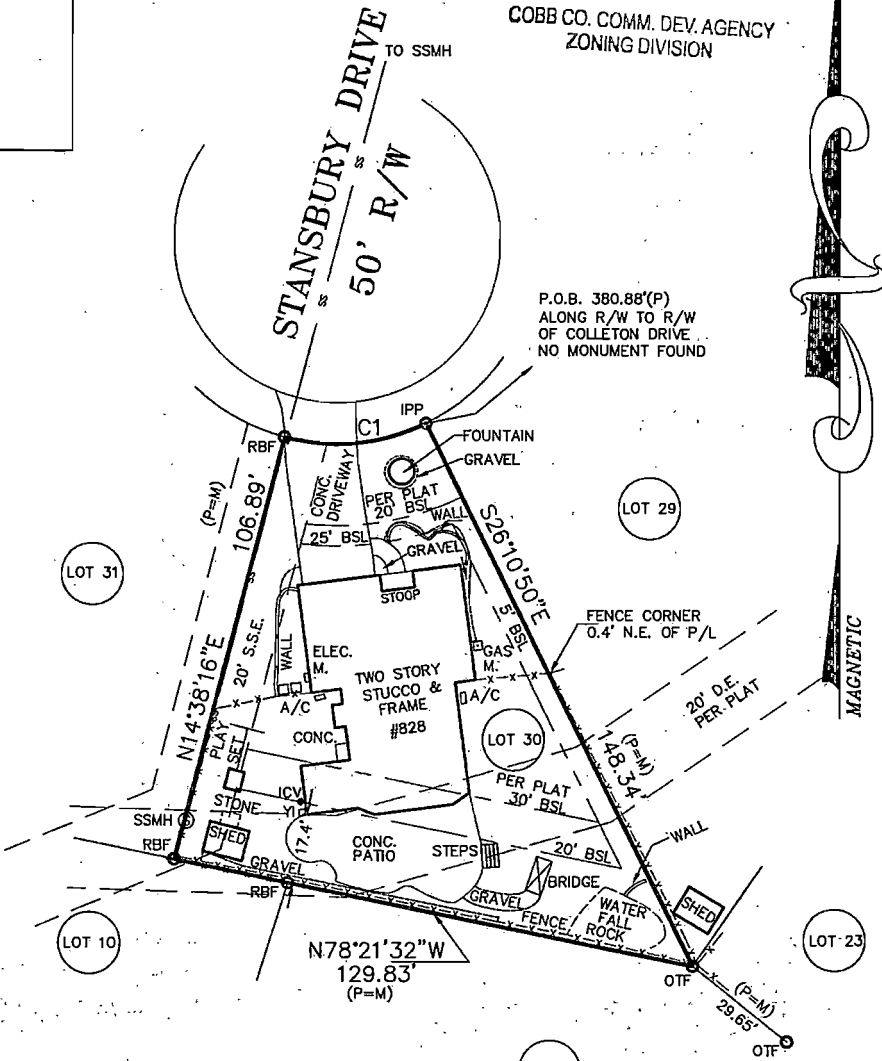 COBB CO. COMM. DEV. AGENCY
ZONING DIVISION
TO SSMH
STANSBURY DRIVE
50' R/W
SS
SS
P.O.B. 380.88'(P)
ALONG R/W TO R/W
OF COLLETON DRIVE
NO MONUMENT FOUND
IPP
C1
RBF
FOUNTAIN
GRAVEL
CONC.
DRIVEWAY
PER PLAT
20' BSL
WALL
25' BSL
GRAVEL
STOOP
(P=M)
106.89'
N14°38'16"E
SS
20' S.S.E.
LOT 31
LOT 29
S26°10'50"E
5' BSL
148.34'
(P=M)
FENCE CORNER
0.4' N.E. OF P/L
WALL
ELEC.
M.
GAS
M.
A/C
A/C
TWO STORY
STUCCO &
FRAME
#828
CONC.
LOT 30
20' D.E.
PER PLAT
MAGNETIC
PLAY
SET
PER PLAT
30' BSL
ICV
YI
STONE
SSMH
S
RBF
SHED
17.4'
CONC.
PATIO
STEPS
20' BSL
WALL
GRAVEL
RBF
BRIDGE
GRAVEL
FENCE
WATER
FALL
ROCK
SHED
LOT 10
LOT 23
N78°21'32"W
129.83'
(P=M)
OTF
(P=M)
29.65'
OTF